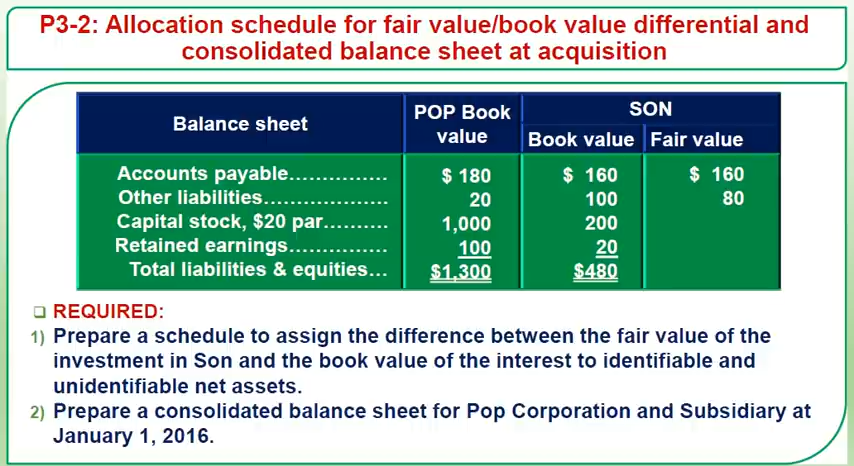 P3-2: Allocation schedule for fair value/book value differential and
consolidated balance sheet at acquisition
Balance sheet POP Book value SON
Book value Fair value
Accounts payable............... $ 180 $ 160 $ 160
Other liabilities..................... 20 100 80
Capital stock, $20 par.......... 1,000 200
Retained earnings................ 100 20
Total liabilities & equities... $1,300 $480
❑ REQUIRED:
1) Prepare a schedule to assign the difference between the fair value of the
investment in Son and the book value of the interest to identifiable and
unidentifiable net assets.
2) Prepare a consolidated balance sheet for Pop Corporation and Subsidiary at
January 1, 2016.